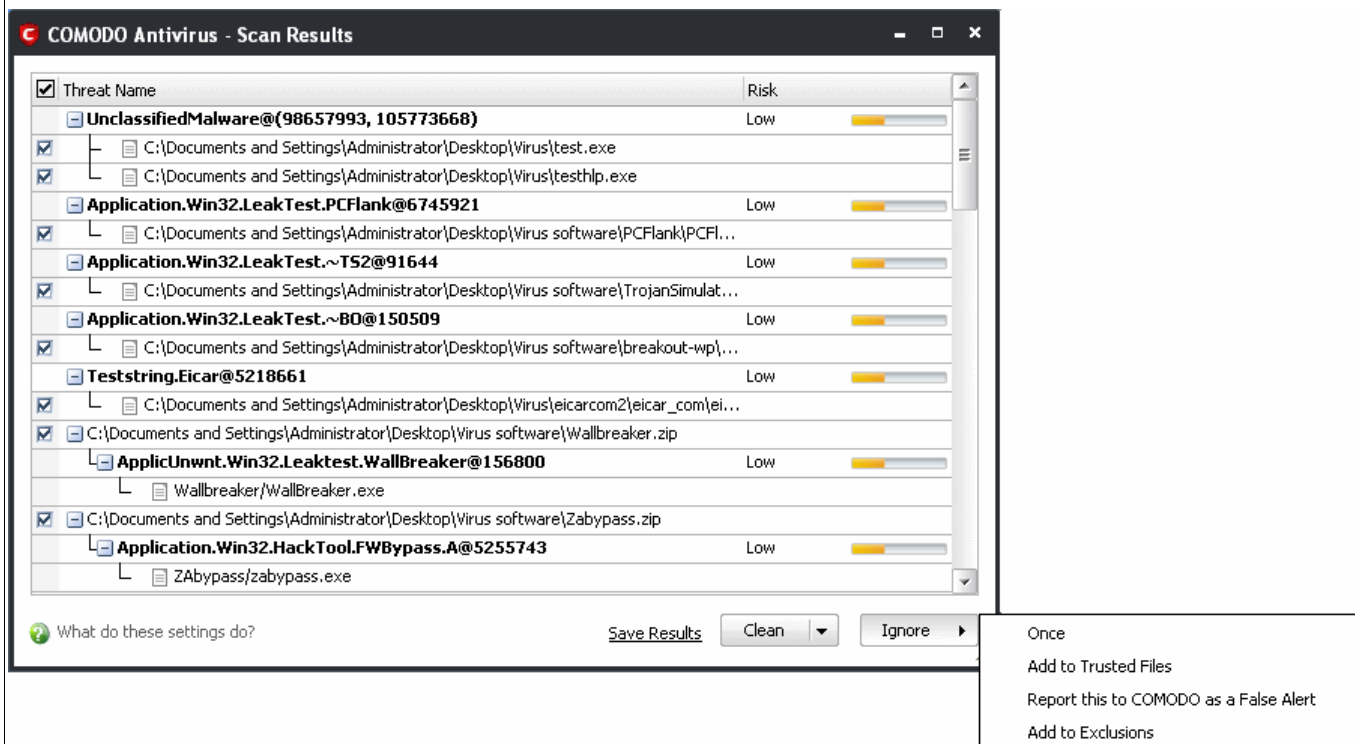 COMODO Antivirus - Scan Results
Threat Name Risk
UnclassifiedMalware@(98657993, 105773668) Low
C:\Documents and Settings\Administrator\Desktop\Virus\test.exe
C:\Documents and Settings\Administrator\Desktop\Virus\testhlp.exe
Application.Win32.LeakTest.PCFlank@6745921 Low
C:\Documents and Settings\Administrator\Desktop\Virus software\PCFlank\PCFl...
Application.Win32.LeakTest.~TS2@91644 Low
C:\Documents and Settings\Administrator\Desktop\Virus software\TrojanSimulat...
Application.Win32.LeakTest.~BO@150509 Low
C:\Documents and Settings\Administrator\Desktop\Virus software\breakout-wp\...
Teststring.Eicar@5218661 Low
C:\Documents and Settings\Administrator\Desktop\Virus\eicarcom2\eicar_com\ei...
C:\Documents and Settings\Administrator\Desktop\Virus software\Wallbreaker.zip
ApplicUnwnt.Win32.Leaktest.WallBreaker@156800 Low
Wallbreaker/WallBreaker.exe
C:\Documents and Settings\Administrator\Desktop\Virus software\Zabypass.zip
Application.Win32.HackTool.FWBypass.A@5255743 Low
ZAbypass/zabypass.exe
What do these settings do? Save Results Clean Ignore
Once
Add to Trusted Files
Report this to COMODO as a False Alert
Add to Exclusions